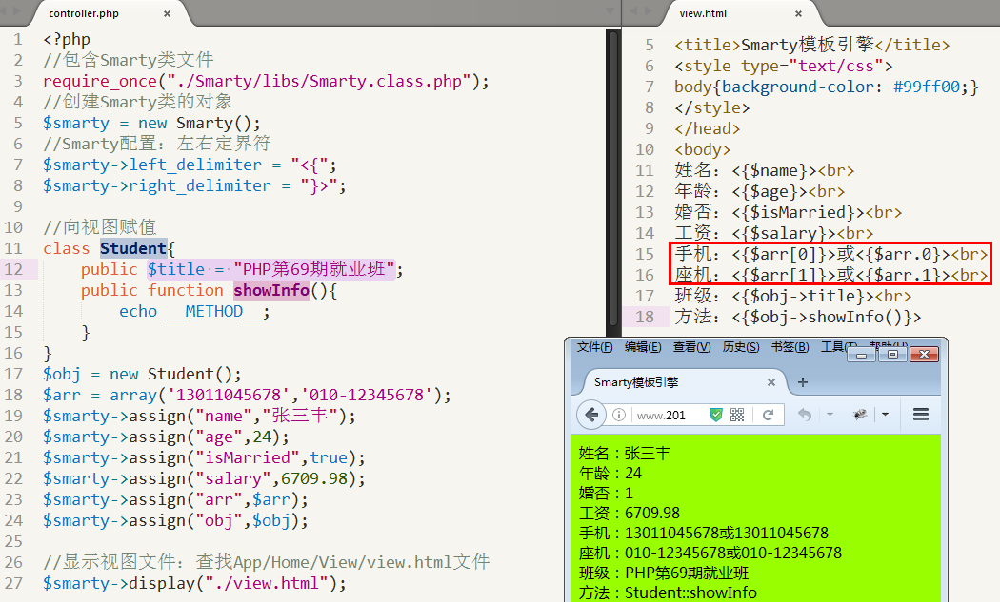 controller.php ×
1 <?php
2 //包含Smarty类文件
3 require_once("./Smarty/libs/Smarty.class.php");
4 //创建Smarty类的对象
5 $smarty = new Smarty();
6 //Smarty配置：左右定界符
7 $smarty->left_delimiter = "<{";
8 $smarty->right_delimiter = "}>";
9
10 //向视图赋值
11 class Student{
12 public $title = "PHP第69期就业班";
13 public function showInfo(){
14 echo __METHOD__;
15 }
16 }
17 $obj = new Student();
18 $arr = array('13011045678','010-12345678');
19 $smarty->assign("name","张三丰");
20 $smarty->assign("age",24);
21 $smarty->assign("isMarried",true);
22 $smarty->assign("salary",6709.98);
23 $smarty->assign("arr",$arr);
24 $smarty->assign("obj",$obj);
25
26 //显示视图文件：查找App/Home/View/view.html文件
27 $smarty->display("./view.html");
view.html ×
5 <title>Smarty模板引擎</title>
6 <style type="text/css">
7 body{background-color: #99ff00;}
8 </style>
9 </head>
10 <body>
11 姓名：<{$name}><br>
12 年龄：<{$age}><br>
13 婚否：<{$isMarried}><br>
14 工资：<{$salary}><br>
15 手机：<{$arr[0]}>或<{$arr.0}><br>
16 座机：<{$arr[1]}>或<{$arr.1}><br>
17 班级：<{$obj->title}><br>
18 方法：<{$obj->showInfo()}>
文件(F) 编辑(E) 查看(V) 历史(S) 书签(B) 工具(T)
Smarty模板引擎 × +
www.201
姓名：张三丰
年龄：24
婚否：1
工资：6709.98
手机：13011045678或13011045678
座机：010-12345678或010-12345678
班级：PHP第69期就业班
方法：Student::showInfo